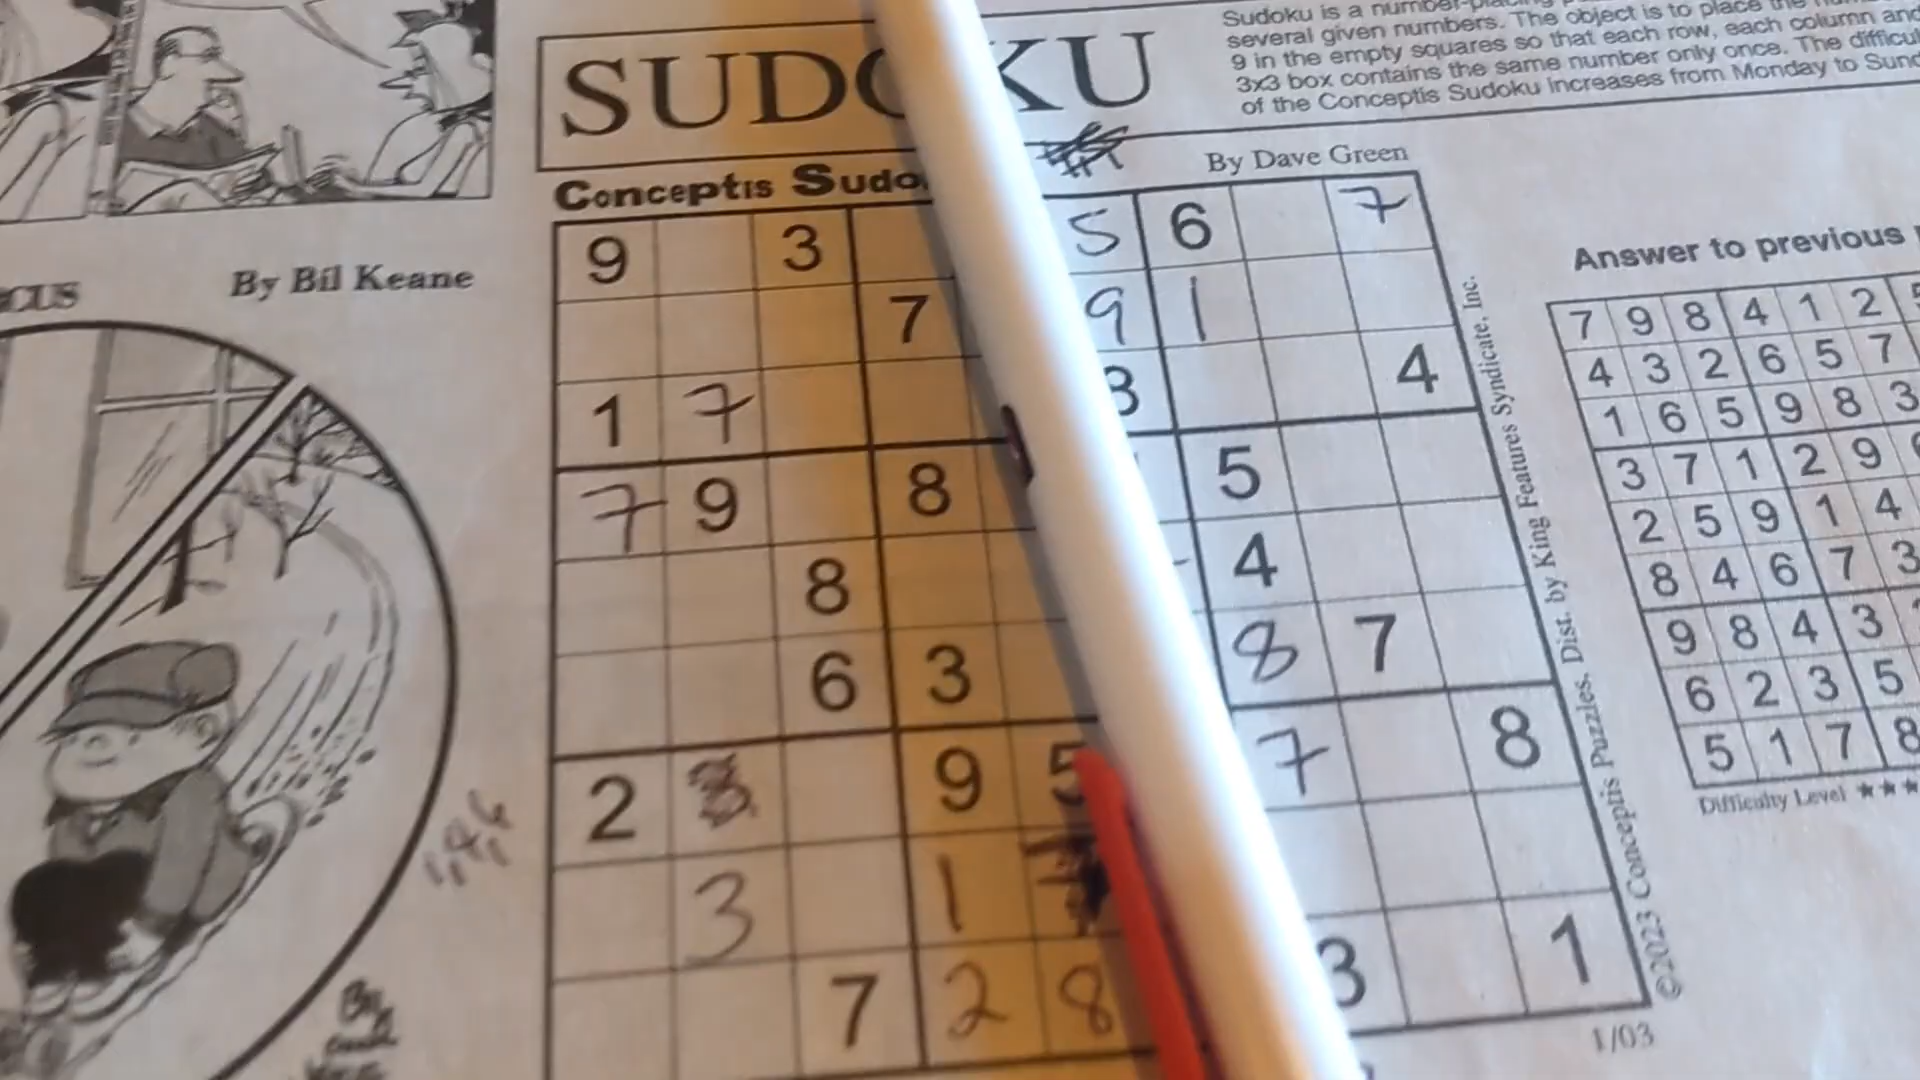 Sudoku is a number-placing
several given numbers. The object is to place the
9 in the empty squares so that each row, each column and
3x3 box contains the same number only once. The difficul
of the Conceptis Sudoku increases from Monday to Sund
SUDOKU
Conceptis Sudo
By Dave Green
9 3 5 6 7
7 9 1
1 7 3 4
7 9 8 5
8 4
6 3 8 7
2 9 5 7 8
3 1
7 2 8 3 1
©2023 Conceptis Puzzles, Dist. by King Features Syndicate, Inc.
1/03
CUS
By Bil Keane
Answer to previous
7 9 8 4 1 2 5
4 3 2 6 5 7
1 6 5 9 8 3
3 7 1 2 9
2 5 9 1 4
8 4 6 7 3
9 8 4 3
6 2 3 5
5 1 7 8
Difficulty Level ★★★